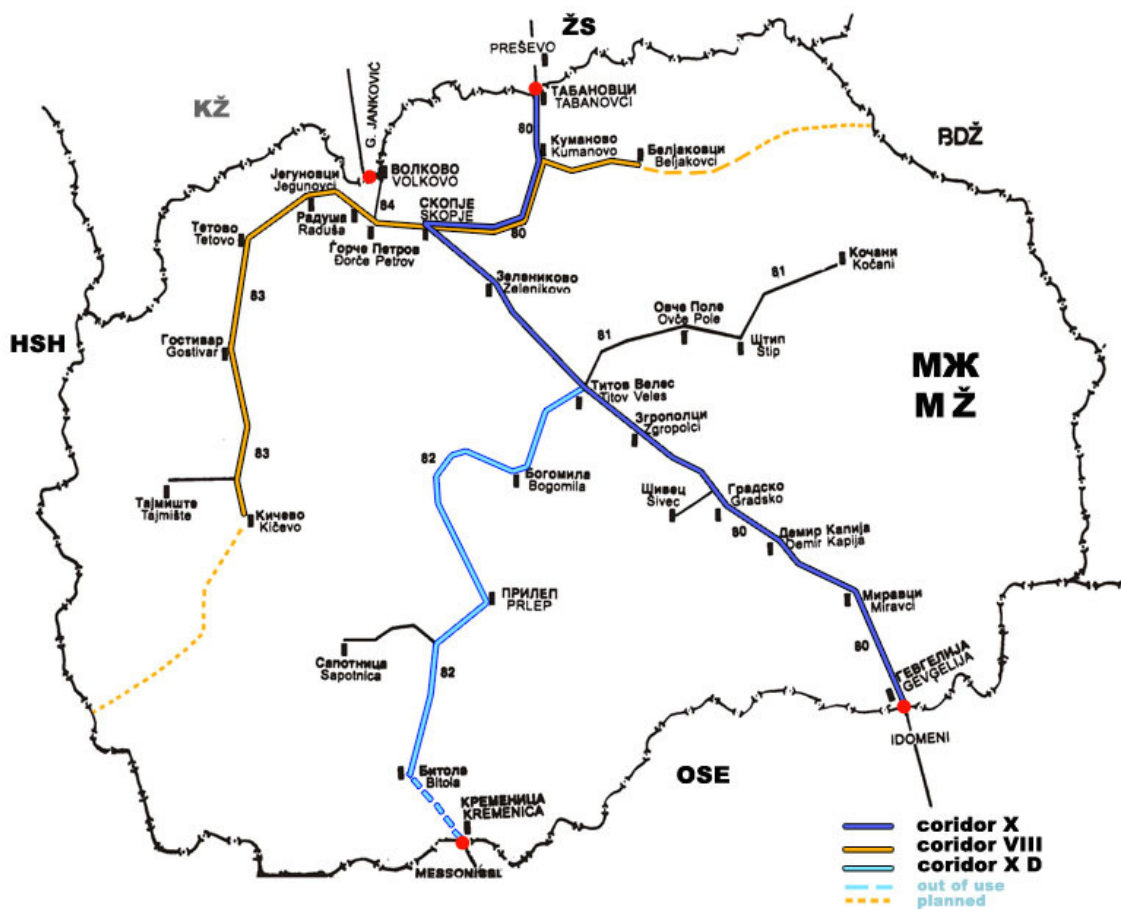 ŽS
PREŠEVO
KŽ
G. JANKOVIĆ
ТАБАНОВЦИ
TABANOVCI
80
BDŽ
Куманово
Kumanovo
Белјаковци
Beljakovci
ВОЛКОВО
VOLKOVO
Јегуновци
Jegunovci
Радуша
Raduša
84
СКОПЈЕ
SKOPJE
80
Тетово
Tetovo
Ѓорче Петров
Đorče Petrov
Зелениково
Zelenikovo
Кочани
Kočani
81
83
Овче Поле
Ovče Pole
81
Штип
Štip
HSH
Гостивар
Gostivar
МЖ
MŽ
Титов Велес
Titov Veles
Згрополци
Zgropolci
83
82
Богомила
Bogomila
Тајмиште
Tajmište
Шивец
Šivec
Градско
Gradsko
Кичево
Kičevo
80
Демир Капија
Demir Kapija
ПРИЛЕП
PRLEP
Миравци
Miravci
Сапотница
Sapotnica
82
80
ГЕВГЕЛИЈА
GEVGELIJA
IDOMENI
Битола
Bitola
OSE
КРЕМЕНИЦА
KREMENICA
coridor X
coridor VIII
coridor X D
out of use
planned